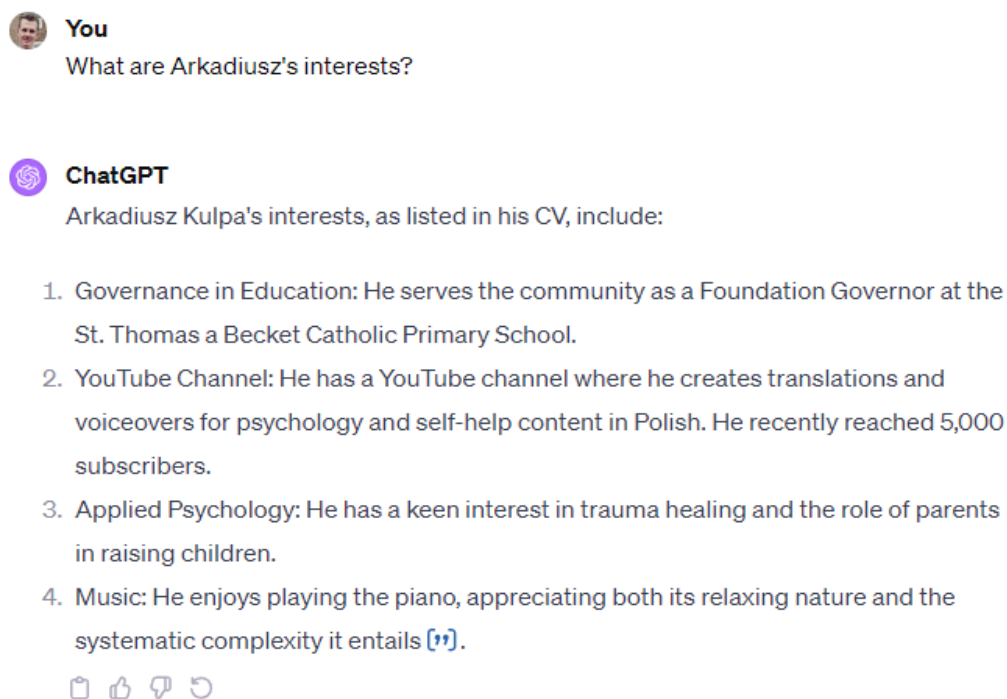 You
What are Arkadiusz's interests?
ChatGPT
Arkadiusz Kulpa's interests, as listed in his CV, include:
1. Governance in Education: He serves the community as a Foundation Governor at the
St. Thomas a Becket Catholic Primary School.
2. YouTube Channel: He has a YouTube channel where he creates translations and
voiceovers for psychology and self-help content in Polish. He recently reached 5,000
subscribers.
3. Applied Psychology: He has a keen interest in trauma healing and the role of parents
in raising children.
4. Music: He enjoys playing the piano, appreciating both its relaxing nature and the
systematic complexity it entails [❞].